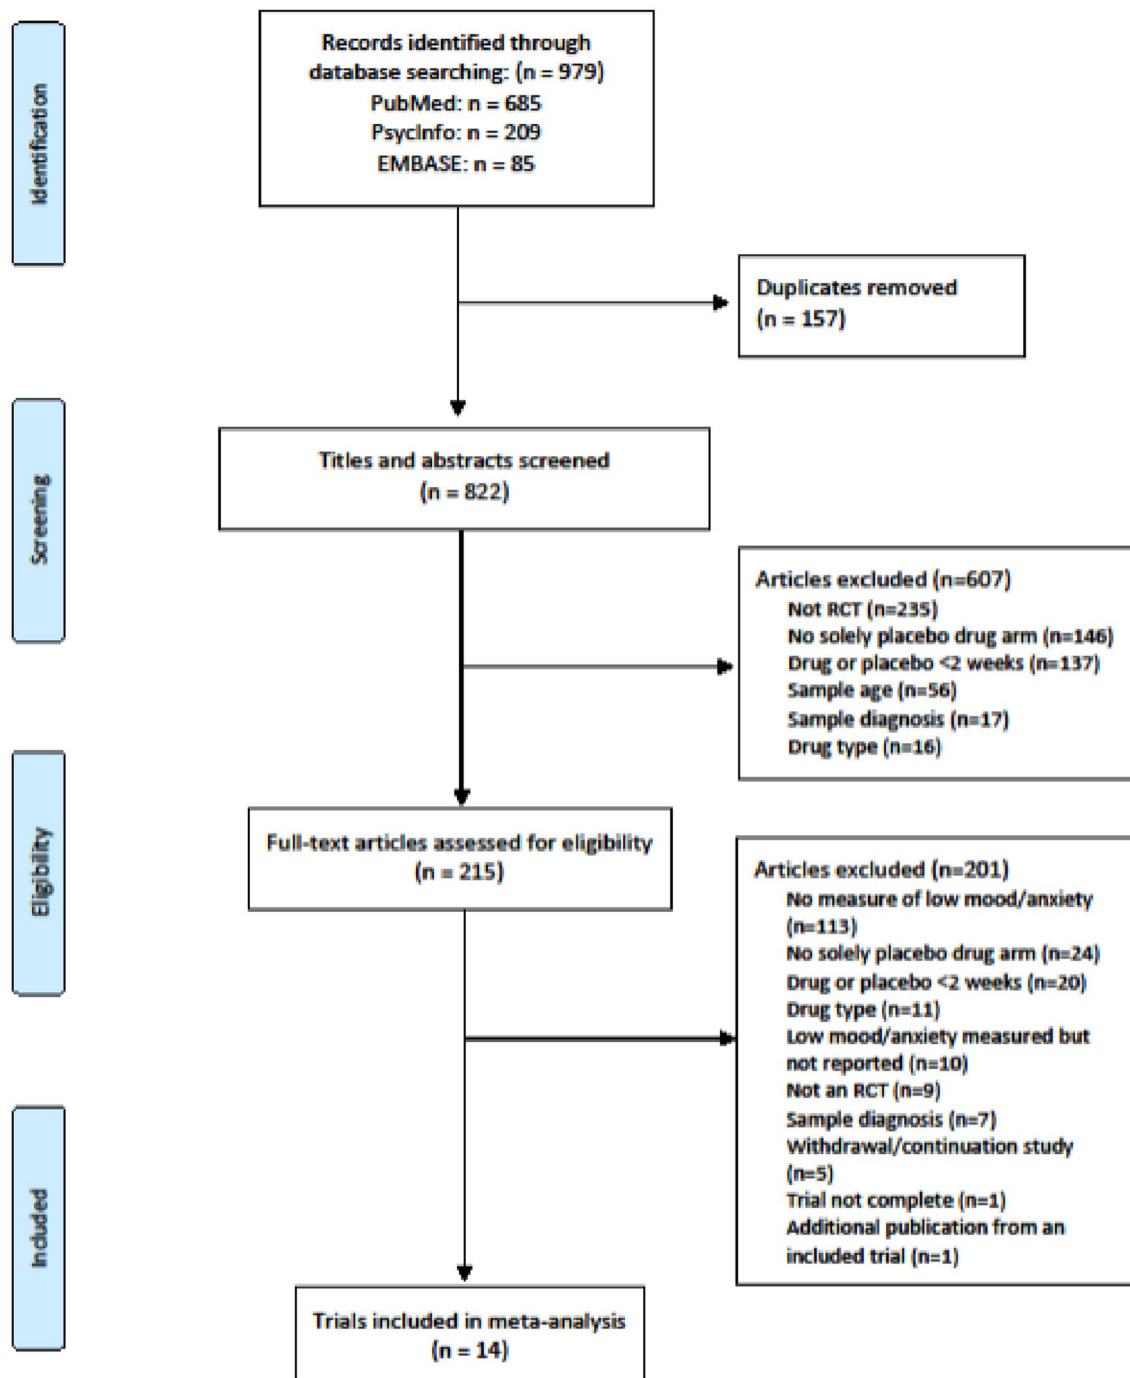 Identification
Records identified through
database searching: (n = 979)
PubMed: n = 685
PsycInfo: n = 209
EMBASE: n = 85
Duplicates removed
(n = 157)
Screening
Titles and abstracts screened
(n = 822)
Articles excluded (n=607)
Not RCT (n=235)
No solely placebo drug arm (n=146)
Drug or placebo <2 weeks (n=137)
Sample age (n=56)
Sample diagnosis (n=17)
Drug type (n=16)
Eligibility
Full-text articles assessed for eligibility
(n = 215)
Articles excluded (n=201)
No measure of low mood/anxiety
(n=113)
No solely placebo drug arm (n=24)
Drug or placebo <2 weeks (n=20)
Drug type (n=11)
Low mood/anxiety measured but
not reported (n=10)
Not an RCT (n=9)
Sample diagnosis (n=7)
Withdrawal/continuation study
(n=5)
Trial not complete (n=1)
Additional publication from an
included trial (n=1)
Included
Trials included in meta-analysis
(n = 14)